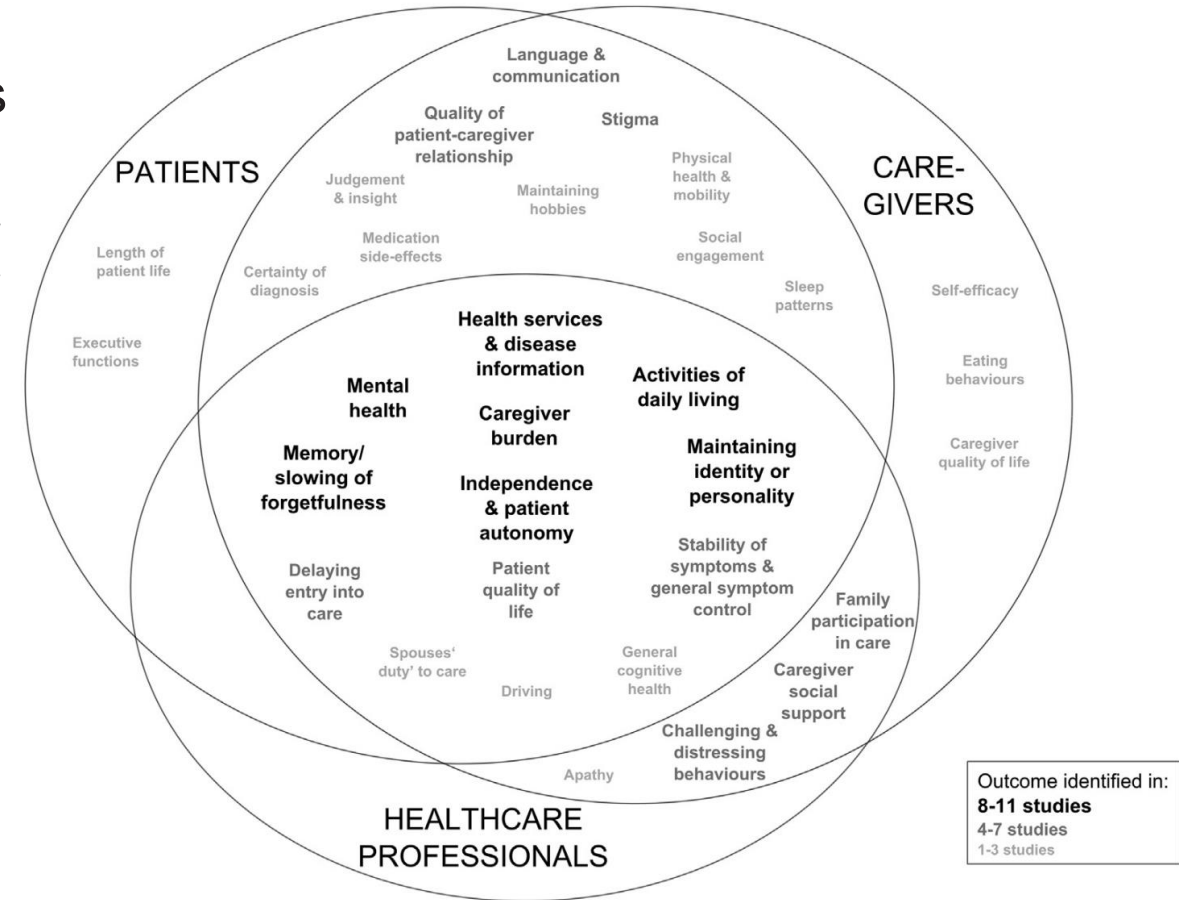 s
Language &
communication
Quality of
patient-caregiver
relationship
Stigma
PATIENTS
CARE-
GIVERS
Judgement
& insight
Maintaining
hobbies
Physical
health &
mobility
Length of
patient life
Certainty of
diagnosis
Medication
side-effects
Social
engagement
Sleep
patterns
Self-efficacy
Executive
functions
Eating
behaviours
Caregiver
quality of life
Health services
& disease
information
Mental
health
Caregiver
burden
Activities of
daily living
Memory/
slowing of
forgetfulness
Independence
& patient
autonomy
Maintaining
identity or
personality
Delaying
entry into
care
Patient
quality of
life
Stability of
symptoms &
general symptom
control
Family
participation
in care
Spouses‘
duty’ to care
Driving
General
cognitive
health
Caregiver
social
support
Challenging &
distressing
behaviours
Apathy
HEALTHCARE
PROFESSIONALS
Outcome identified in:
8-11 studies
4-7 studies
1-3 studies